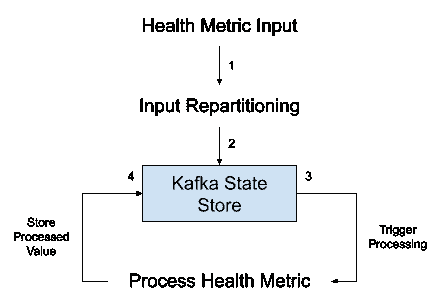 Health Metric Input
1
Input Repartitioning
2
4
Kafka State
Store
3
Store
Processed
Value
Trigger
Processing
Process Health Metric